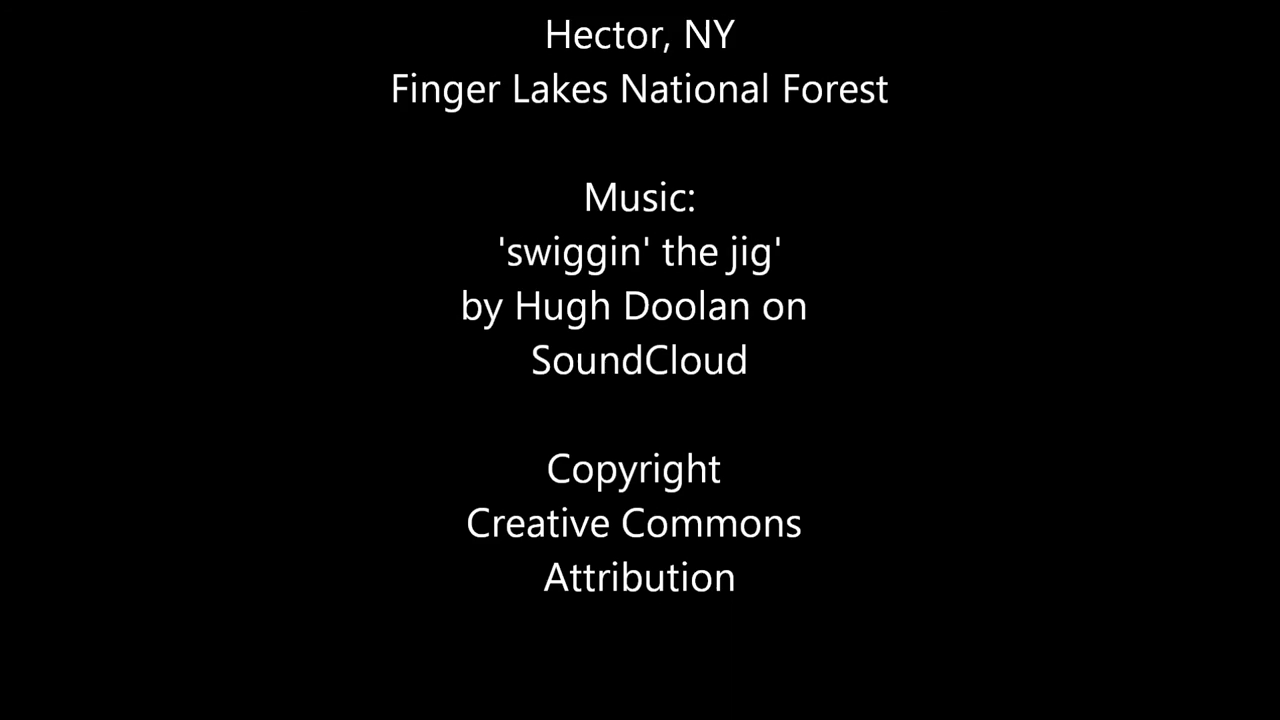 Hector, NY
Finger Lakes National Forest
Music:
'swiggin' the jig'
by Hugh Doolan on
SoundCloud
Copyright
Creative Commons
Attribution